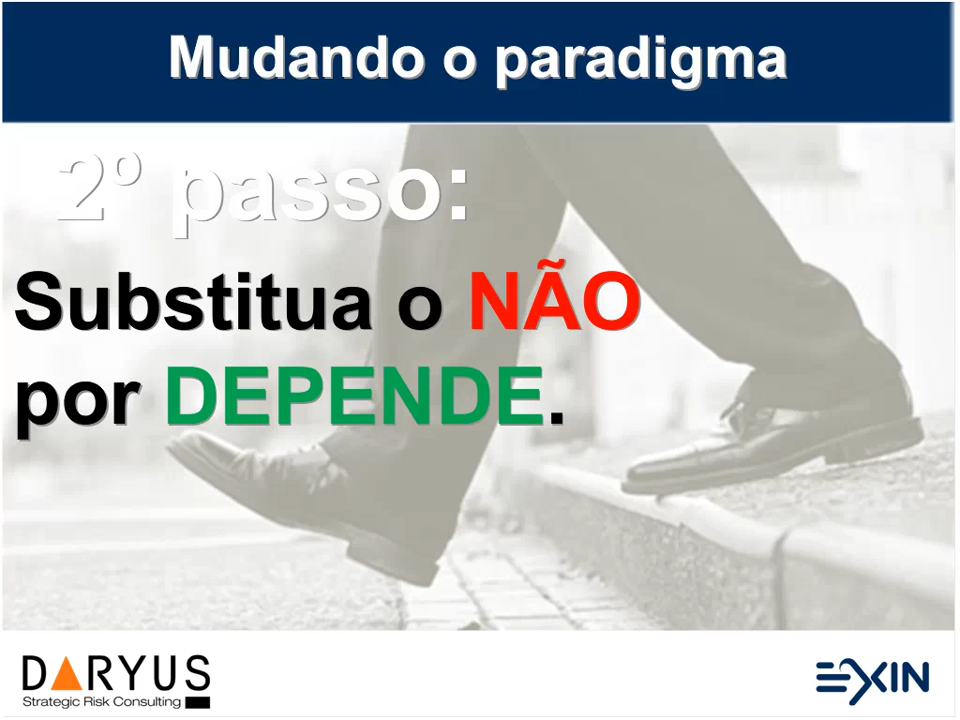 Mudando o paradigma
2º passo:
Substitua o NÃO
por DEPENDE.
DARYUS
Strategic Risk Consulting
EXIN